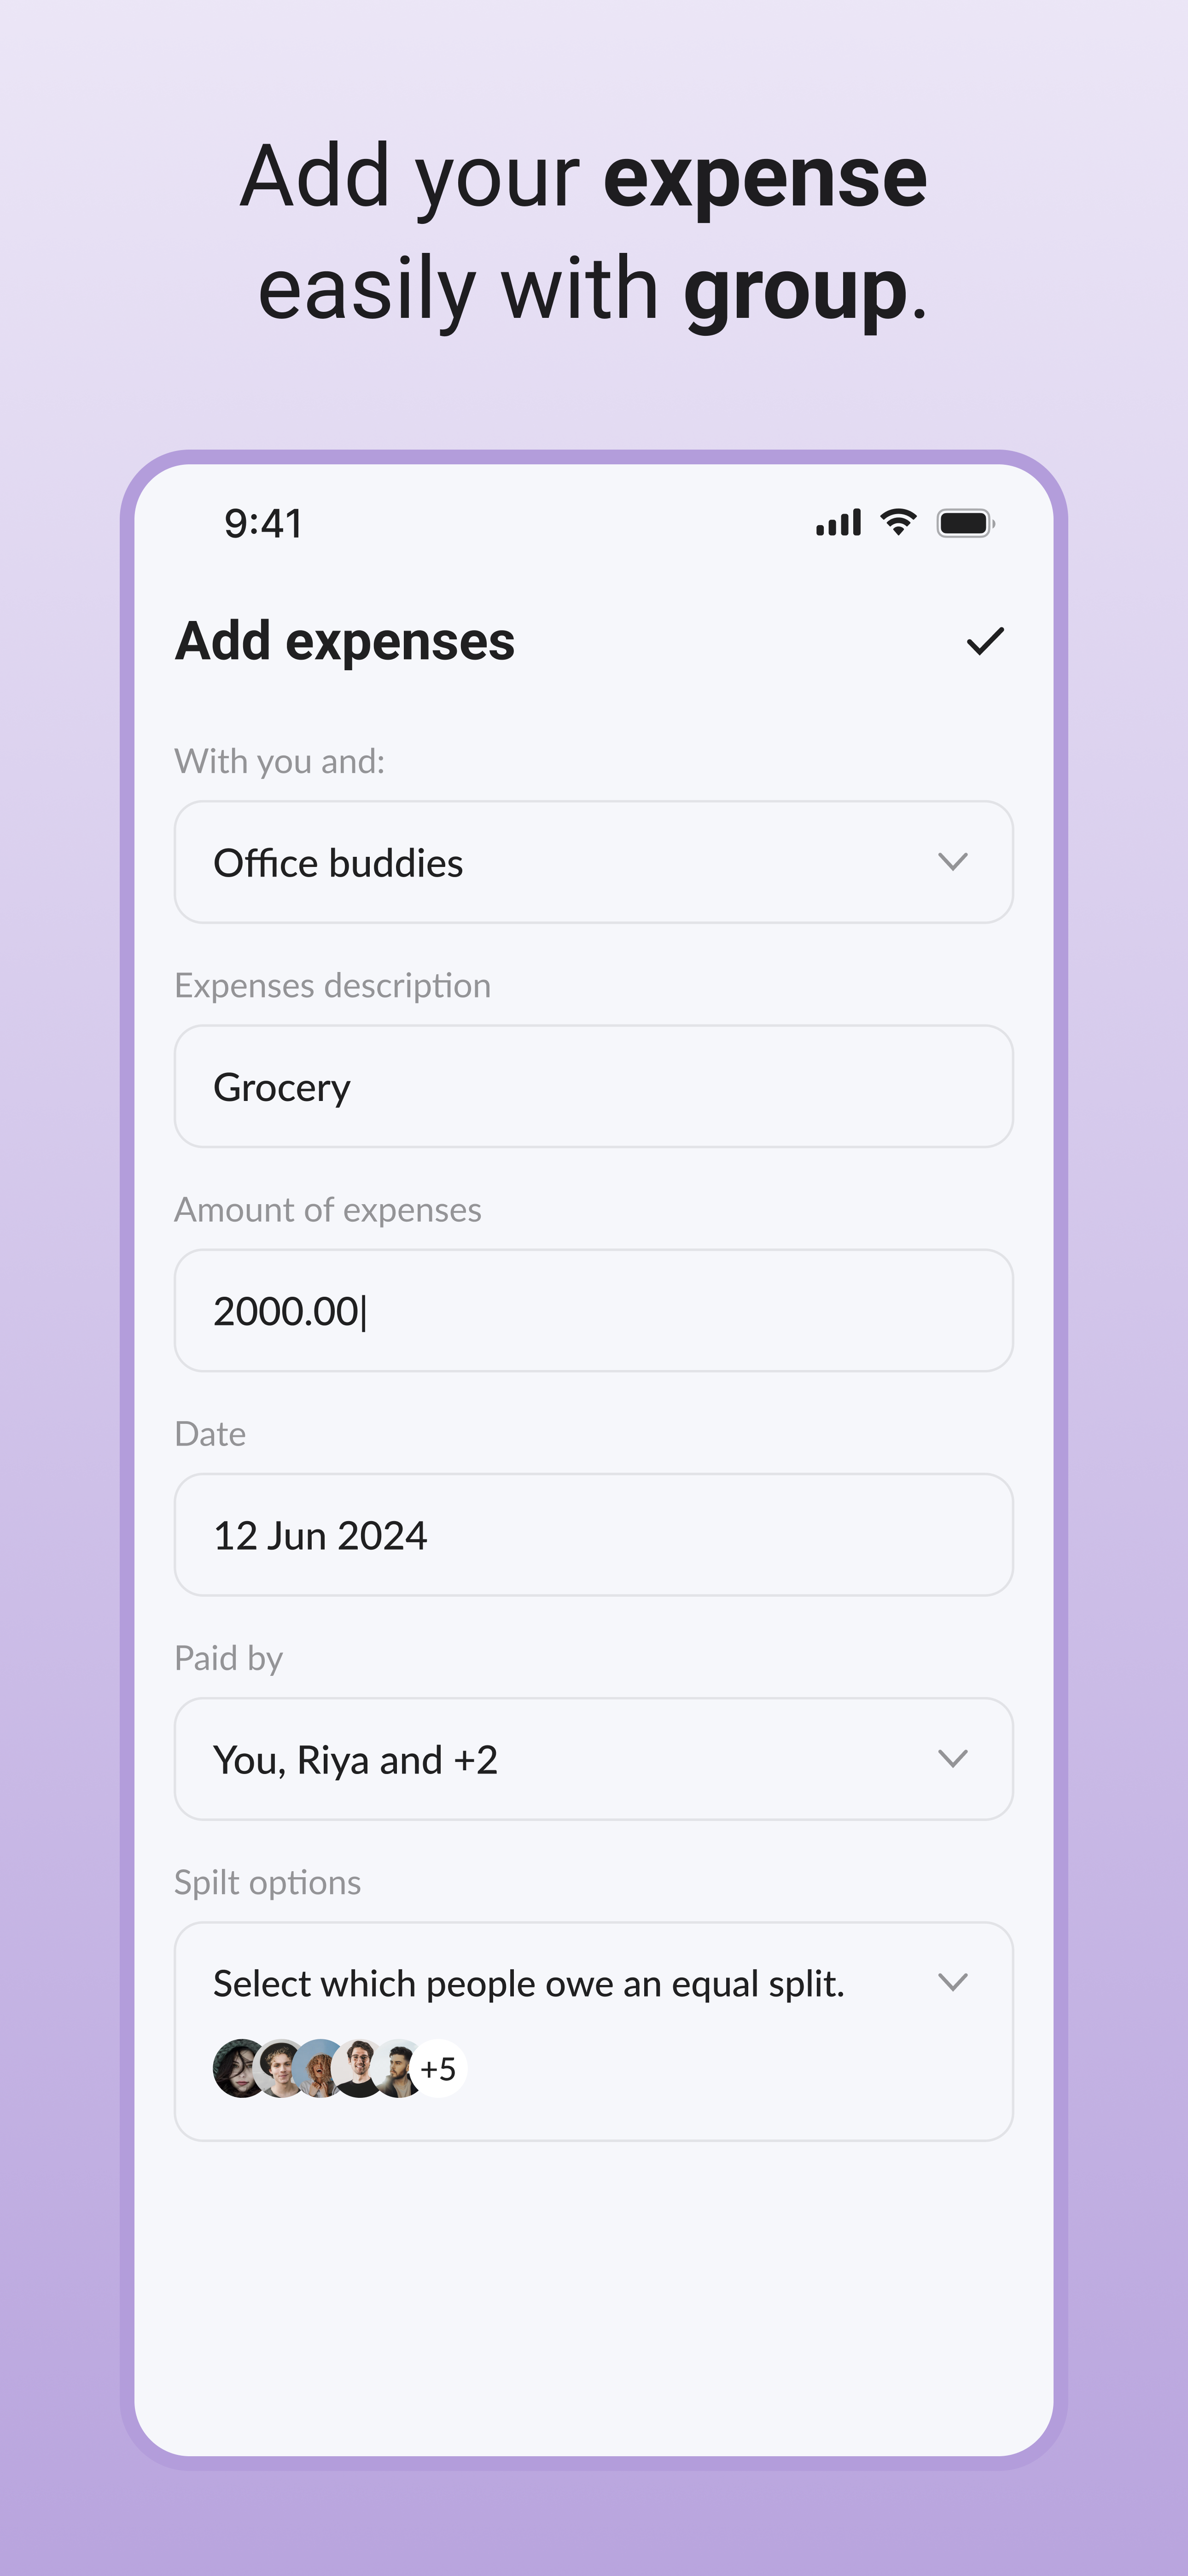 Add your expense
easily with group.
9:41
Add expenses
With you and:
Office buddies
Expenses description
Grocery
Amount of expenses
2000.00
Date
12 Jun 2024
Paid by
You, Riya and +2
Spilt options
Select which people owe an equal split.
+5